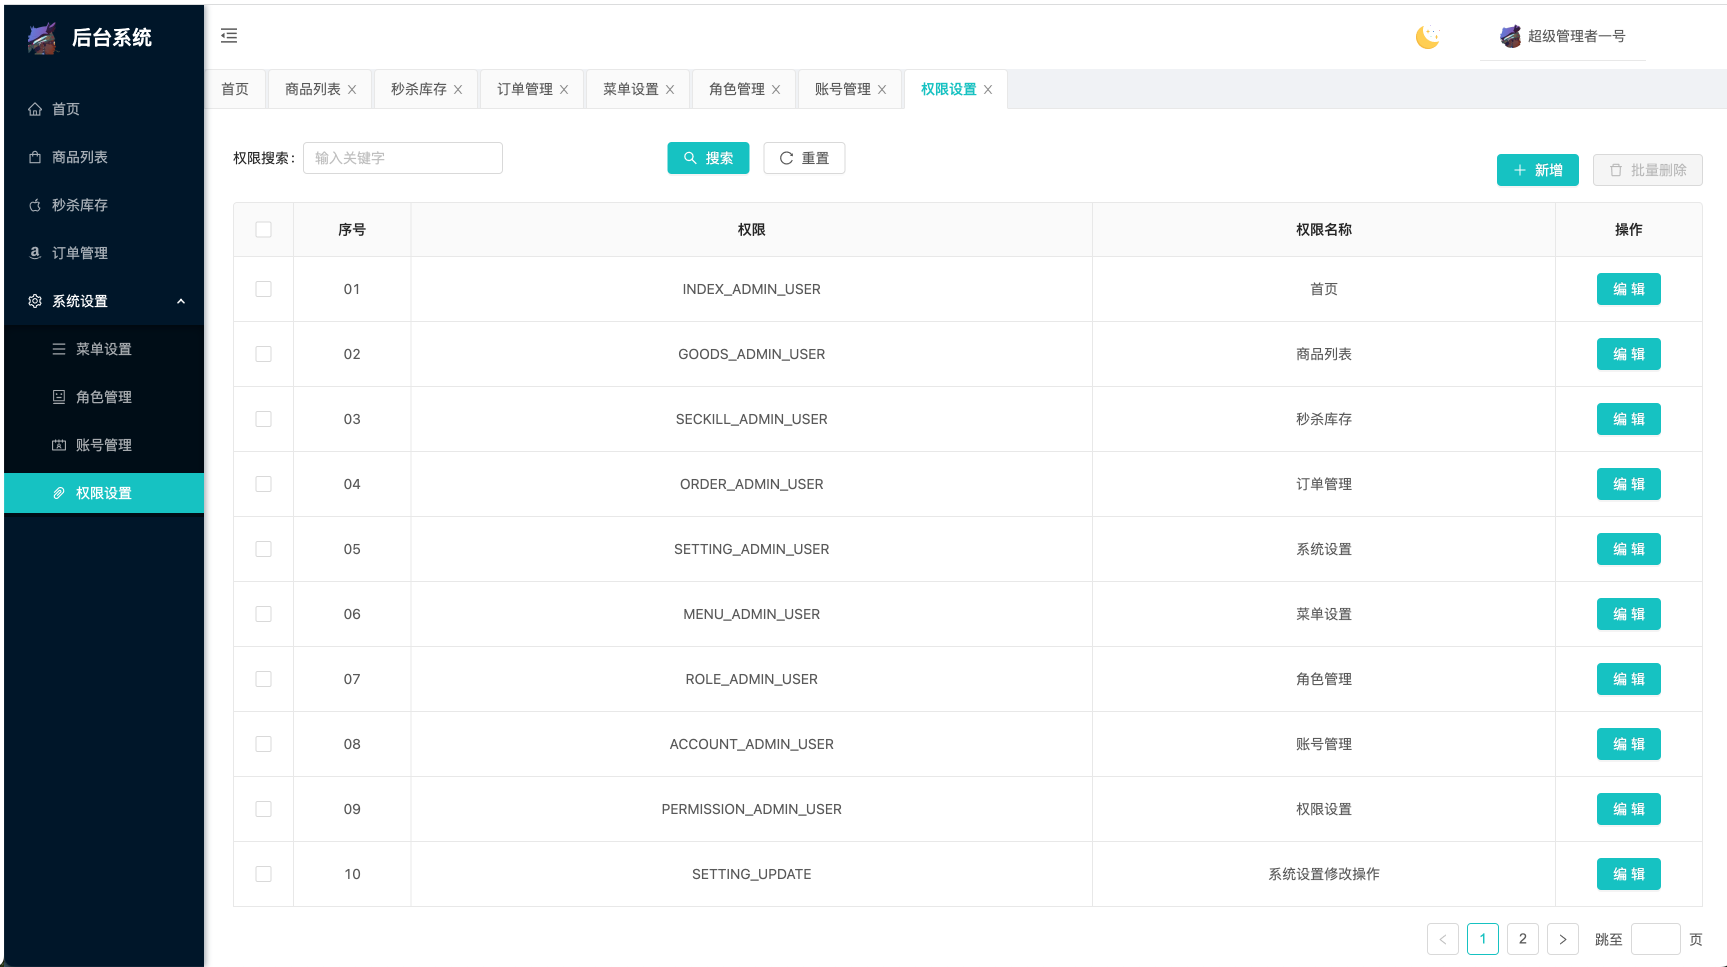 后台系统
超级管理者一号
首页
商品列表
秒杀库存
订单管理
系统设置
菜单设置
角色管理
账号管理
权限设置
首页 商品列表 秒杀库存 订单管理 菜单设置 角色管理 账号管理 权限设置
权限搜索: 输入关键字 搜索 重置
新增 批量删除
序号 权限 权限名称 操作
01 INDEX_ADMIN_USER 首页 编 辑
02 GOODS_ADMIN_USER 商品列表 编 辑
03 SECKILL_ADMIN_USER 秒杀库存 编 辑
04 ORDER_ADMIN_USER 订单管理 编 辑
05 SETTING_ADMIN_USER 系统设置 编 辑
06 MENU_ADMIN_USER 菜单设置 编 辑
07 ROLE_ADMIN_USER 角色管理 编 辑
08 ACCOUNT_ADMIN_USER 账号管理 编 辑
09 PERMISSION_ADMIN_USER 权限设置 编 辑
10 SETTING_UPDATE 系统设置修改操作 编 辑
1 2 跳至 页